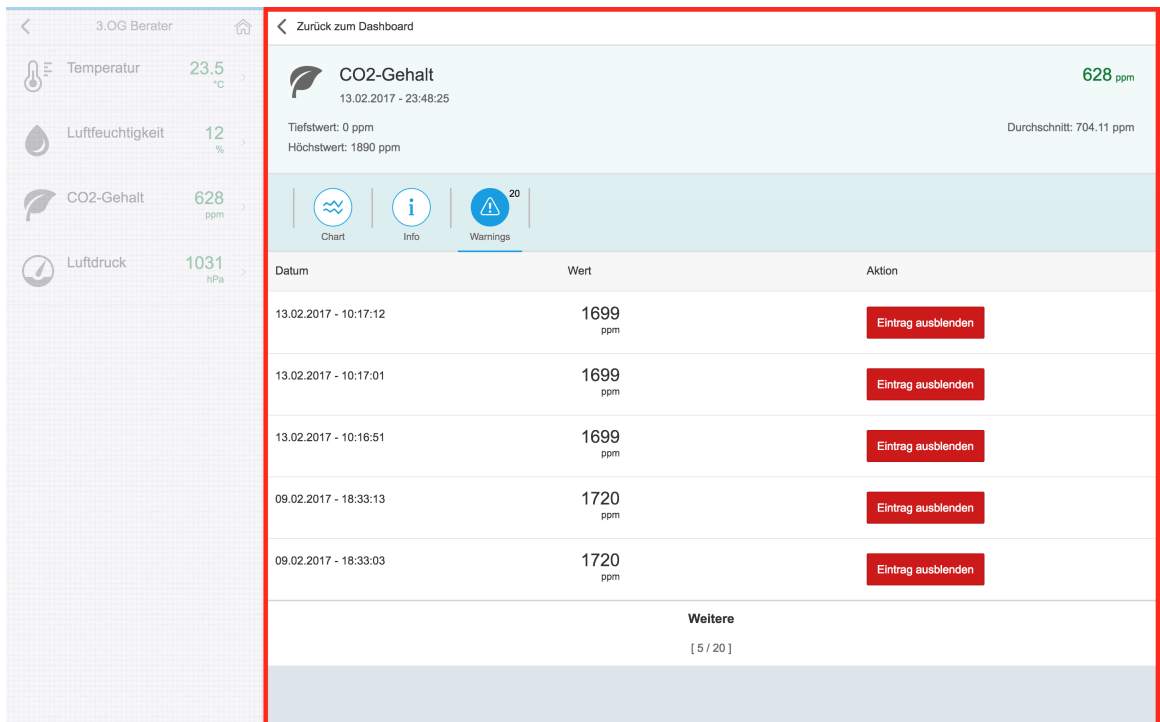 3.OG Berater
Temperatur 23.5
°C
Luftfeuchtigkeit 12
%
CO2-Gehalt 628
ppm
Luftdruck 1031
hPa
Zurück zum Dashboard
CO2-Gehalt 628 ppm
13.02.2017 - 23:48:25
Tiefstwert: 0 ppm Durchschnitt: 704.11 ppm
Höchstwert: 1890 ppm
20
Chart Info Warnings
Datum Wert Aktion
13.02.2017 - 10:17:12 1699 ppm Eintrag ausblenden
13.02.2017 - 10:17:01 1699 ppm Eintrag ausblenden
13.02.2017 - 10:16:51 1699 ppm Eintrag ausblenden
09.02.2017 - 18:33:13 1720 ppm Eintrag ausblenden
09.02.2017 - 18:33:03 1720 ppm Eintrag ausblenden
Weitere
[ 5 / 20 ]